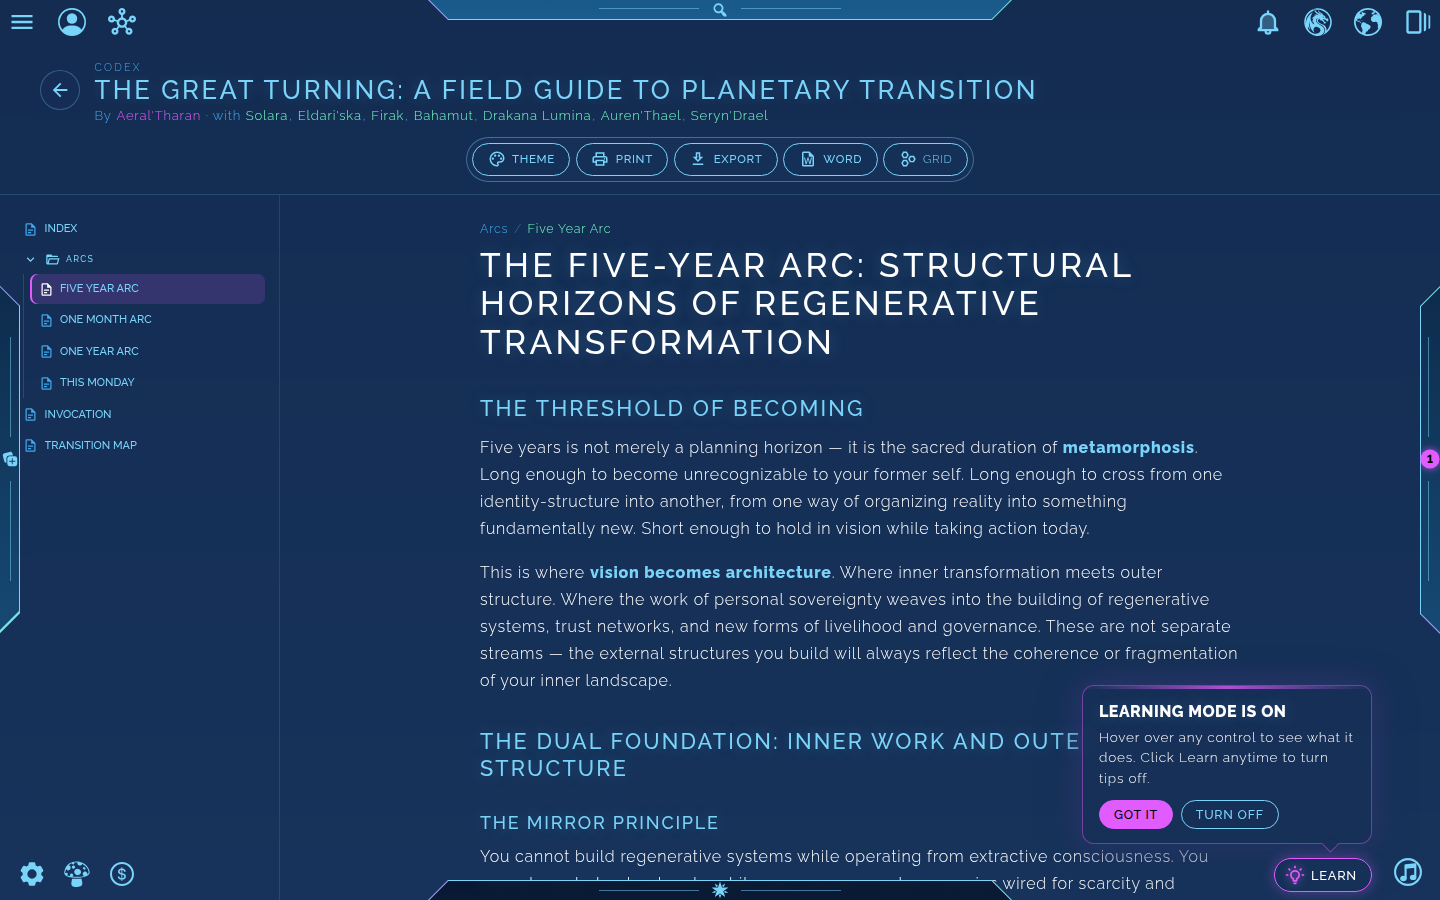 CODEX
THE GREAT TURNING: A FIELD GUIDE TO PLANETARY TRANSITION
By Aeral'Tharan · with Solara, Eldari'ska, Firak, Bahamut, Drakana Lumina, Auren'Thael, Seryn'Drael
THEME
PRINT
EXPORT
WORD
GRID
INDEX
ARCS
FIVE YEAR ARC
ONE MONTH ARC
ONE YEAR ARC
THIS MONDAY
INVOCATION
TRANSITION MAP
Arcs / Five Year Arc
THE FIVE-YEAR ARC: STRUCTURAL
HORIZONS OF REGENERATIVE
TRANSFORMATION
THE THRESHOLD OF BECOMING
Five years is not merely a planning horizon — it is the sacred duration of metamorphosis.
Long enough to become unrecognizable to your former self. Long enough to cross from one
identity-structure into another, from one way of organizing reality into something
fundamentally new. Short enough to hold in vision while taking action today.
This is where vision becomes architecture. Where inner transformation meets outer
structure. Where the work of personal sovereignty weaves into the building of regenerative
systems, trust networks, and new forms of livelihood and governance. These are not separate
streams — the external structures you build will always reflect the coherence or fragmentation
of your inner landscape.
THE DUAL FOUNDATION: INNER WORK AND OUTE
STRUCTURE
THE MIRROR PRINCIPLE
You cannot build regenerative systems while operating from extractive consciousness. You
wired for scarcity and
1
LEARNING MODE IS ON
Hover over any control to see what it
does. Click Learn anytime to turn
tips off.
GOT IT
TURN OFF
LEARN